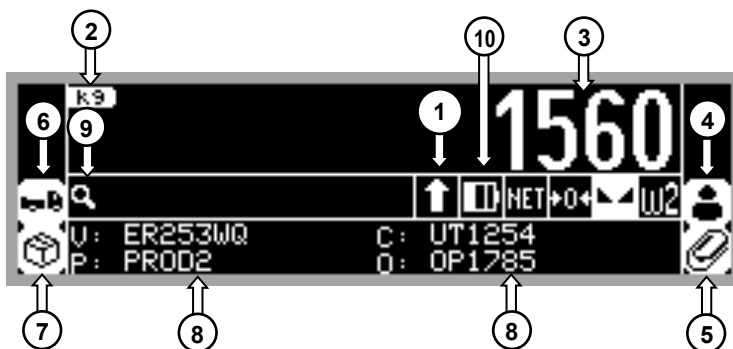 2 10 3
k9 1560
6 9 1 4
NET →0← W2
V: ER253WQ C: UT1254
P: PROD2 O: OP1785
7 8 8 5